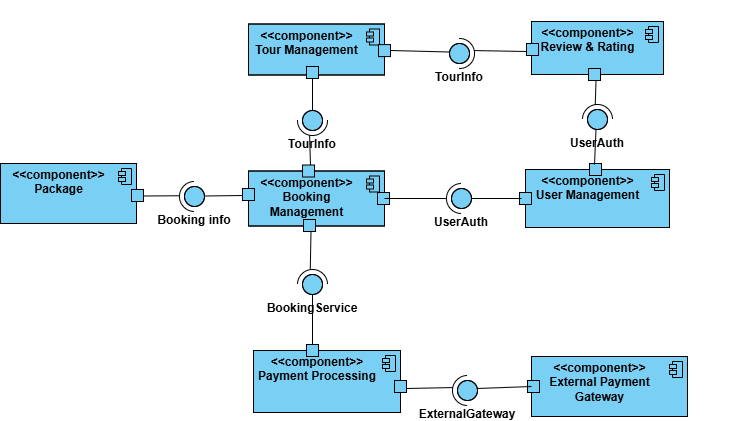 <<component>>
Tour Management
<<component>>
Review & Rating
TourInfo
TourInfo
UserAuth
<<component>>
Package
<<component>>
Booking
Management
<<component>>
User Management
Booking info
UserAuth
BookingService
<<component>>
Payment Processing
<<component>>
External Payment
Gateway
ExternalGateway